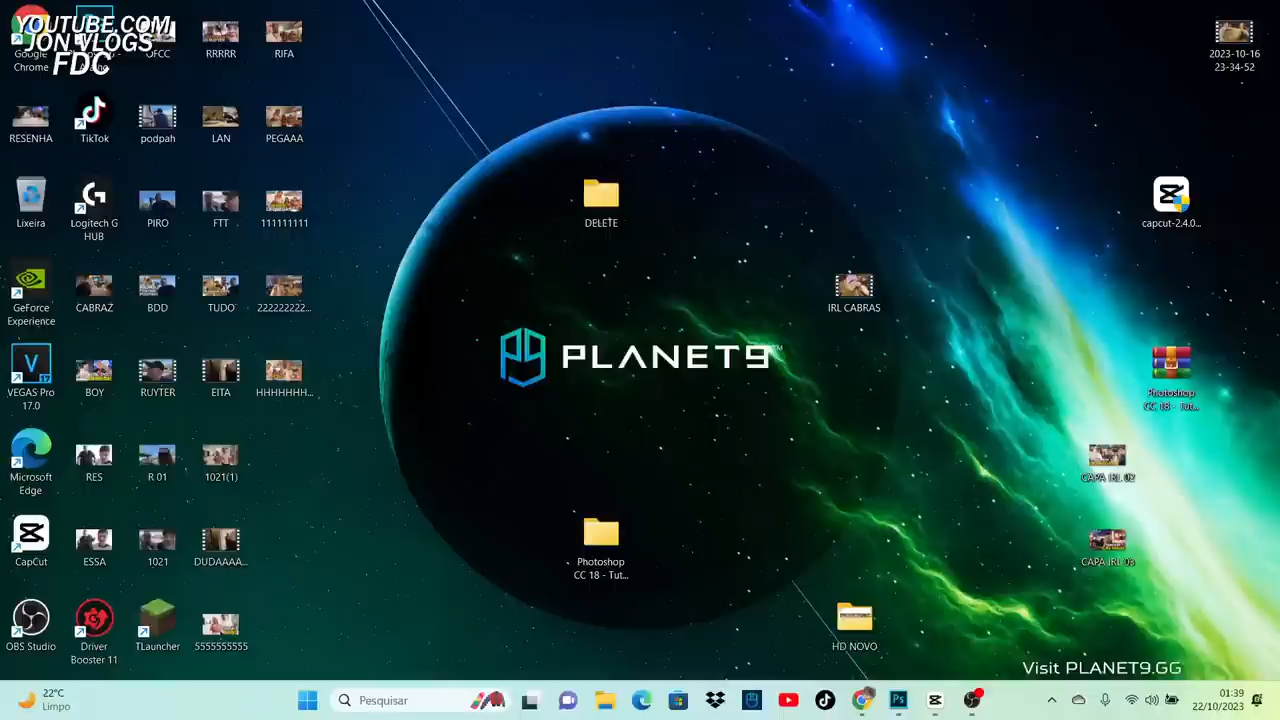 YOUTUBE.COM
JON VLOGS
FDC
Google
Chrome
OFCC
RRRRR
RIFA
2023-10-16
23-34-52
RESENHA
TikTok
podpah
LAN
PEGAAA
Lixeira
Logitech G
HUB
PIRO
FTT
111111111
DELETE
capcut-2.4.0...
GeForce
Experience
CABRAZ
BDD
TUDO
222222222...
IRL CABRAS
PLANET9™
VEGAS Pro
17.0
BOY
RUYTER
EITA
HHHHHHH...
Photoshop
CC 18 - Tut...
Microsoft
Edge
RES
R 01
1021(1)
CAPA IRL 02
CapCut
ESSA
1021
DUDAAAA...
Photoshop
CC 18 - Tut...
CAPA IRL 03
OBS Studio
Driver
Booster 11
TLauncher
5555555555
HD NOVO
Visit PLANET9.GG
22°C
Limpo
Pesquisar
01:39
22/10/2023